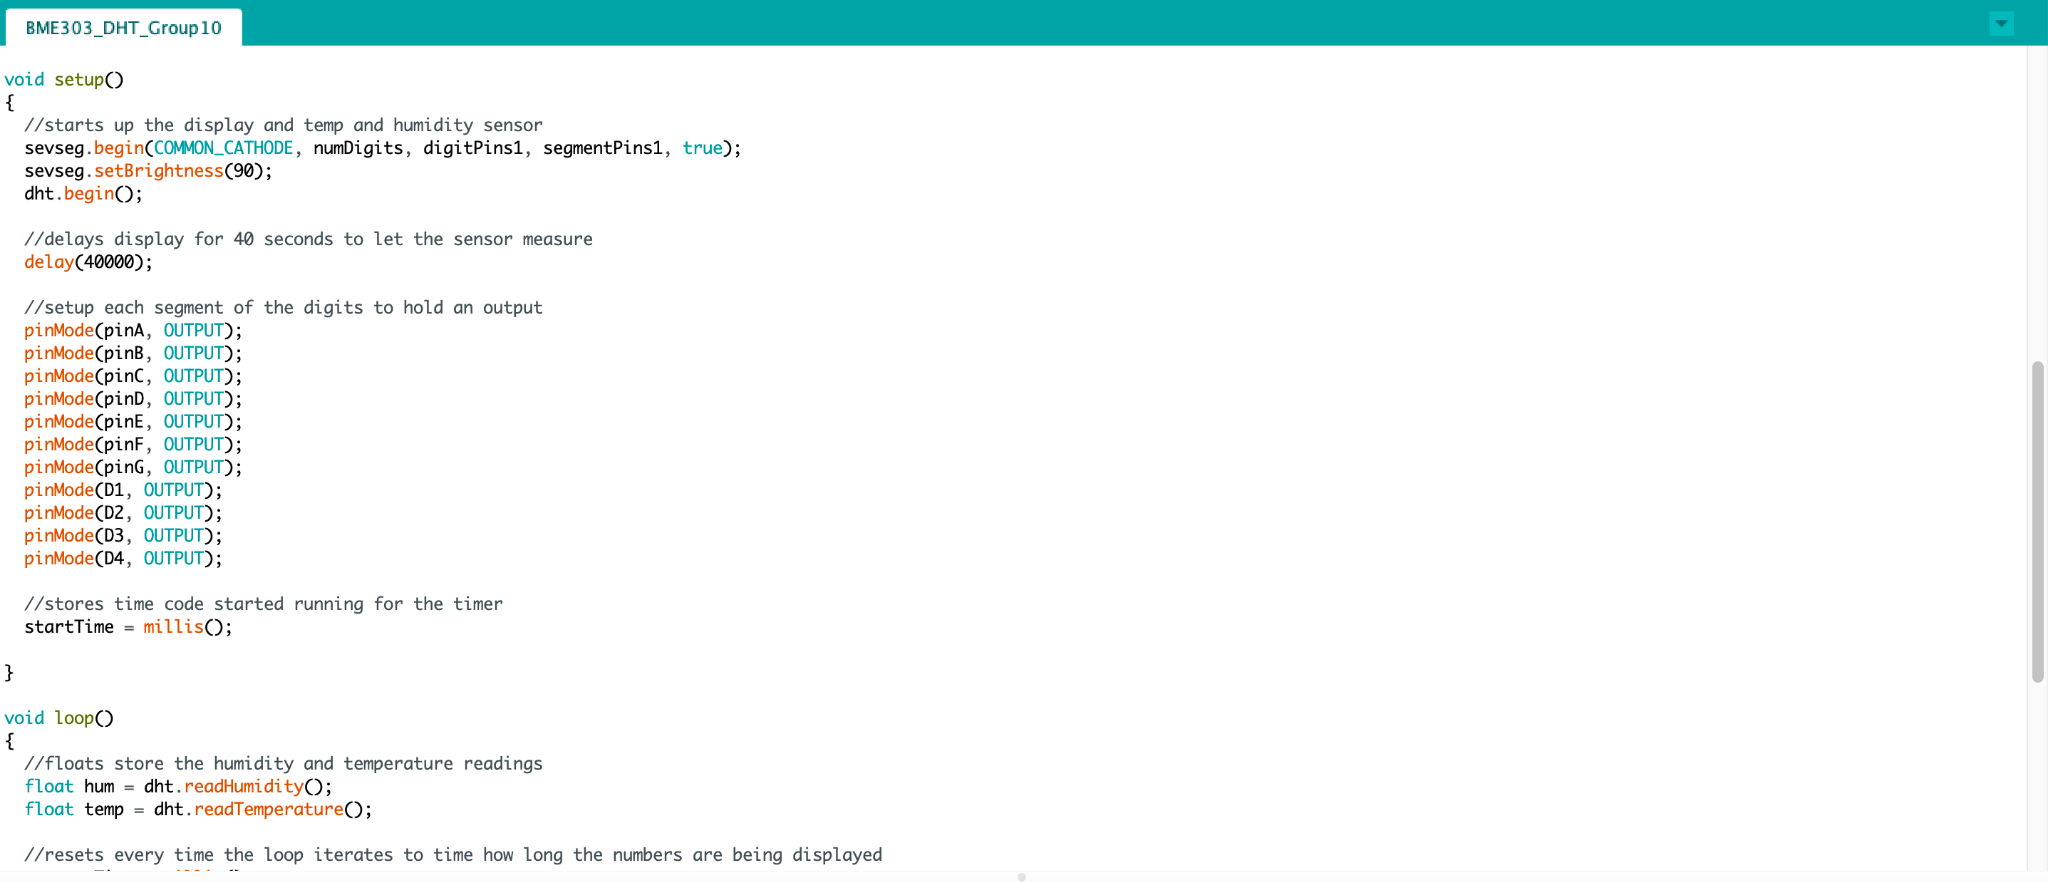 BME303_DHT_Group10
void setup()
{
  //starts up the display and temp and humidity sensor
  sevseg.begin(COMMON_CATHODE, numDigits, digitPins1, segmentPins1, true);
  sevseg.setBrightness(90);
  dht.begin();
  //delays display for 40 seconds to let the sensor measure
  delay(40000);
  //setup each segment of the digits to hold an output
  pinMode(pinA, OUTPUT);
  pinMode(pinB, OUTPUT);
  pinMode(pinC, OUTPUT);
  pinMode(pinD, OUTPUT);
  pinMode(pinE, OUTPUT);
  pinMode(pinF, OUTPUT);
  pinMode(pinG, OUTPUT);
  pinMode(D1, OUTPUT);
  pinMode(D2, OUTPUT);
  pinMode(D3, OUTPUT);
  pinMode(D4, OUTPUT);
  //stores time code started running for the timer
  startTime = millis();
}
void loop()
{
  //floats store the humidity and temperature readings
  float hum = dht.readHumidity();
  float temp = dht.readTemperature();
  //resets every time the loop iterates to time how long the numbers are being displayed